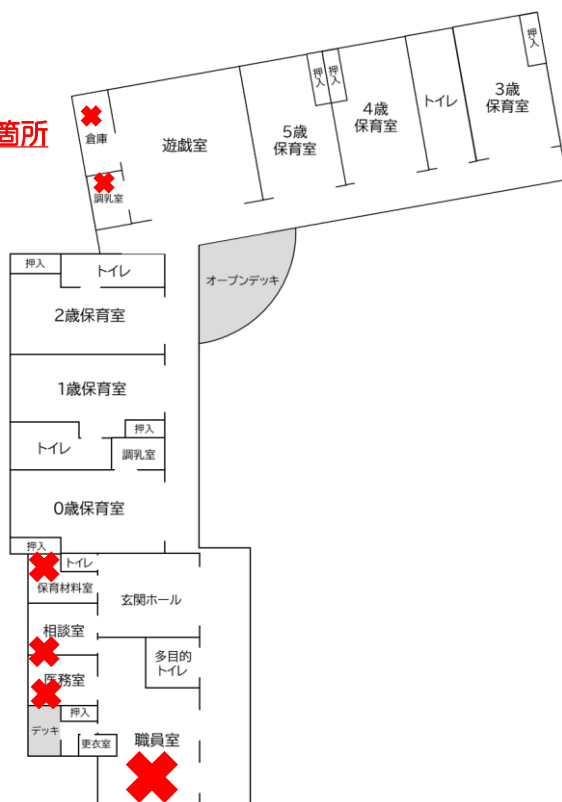 箇所
倉庫
調乳室
遊戯室
5歳
保育室
押入
押入
4歳
保育室
トイレ
3歳
保育室
押入
オープンデッキ
押入
トイレ
2歳保育室
1歳保育室
押入
トイレ
調乳室
0歳保育室
押入
トイレ
保育材料室
玄関ホール
相談室
多目的
トイレ
医務室
デッキ
押入
更衣室
職員室